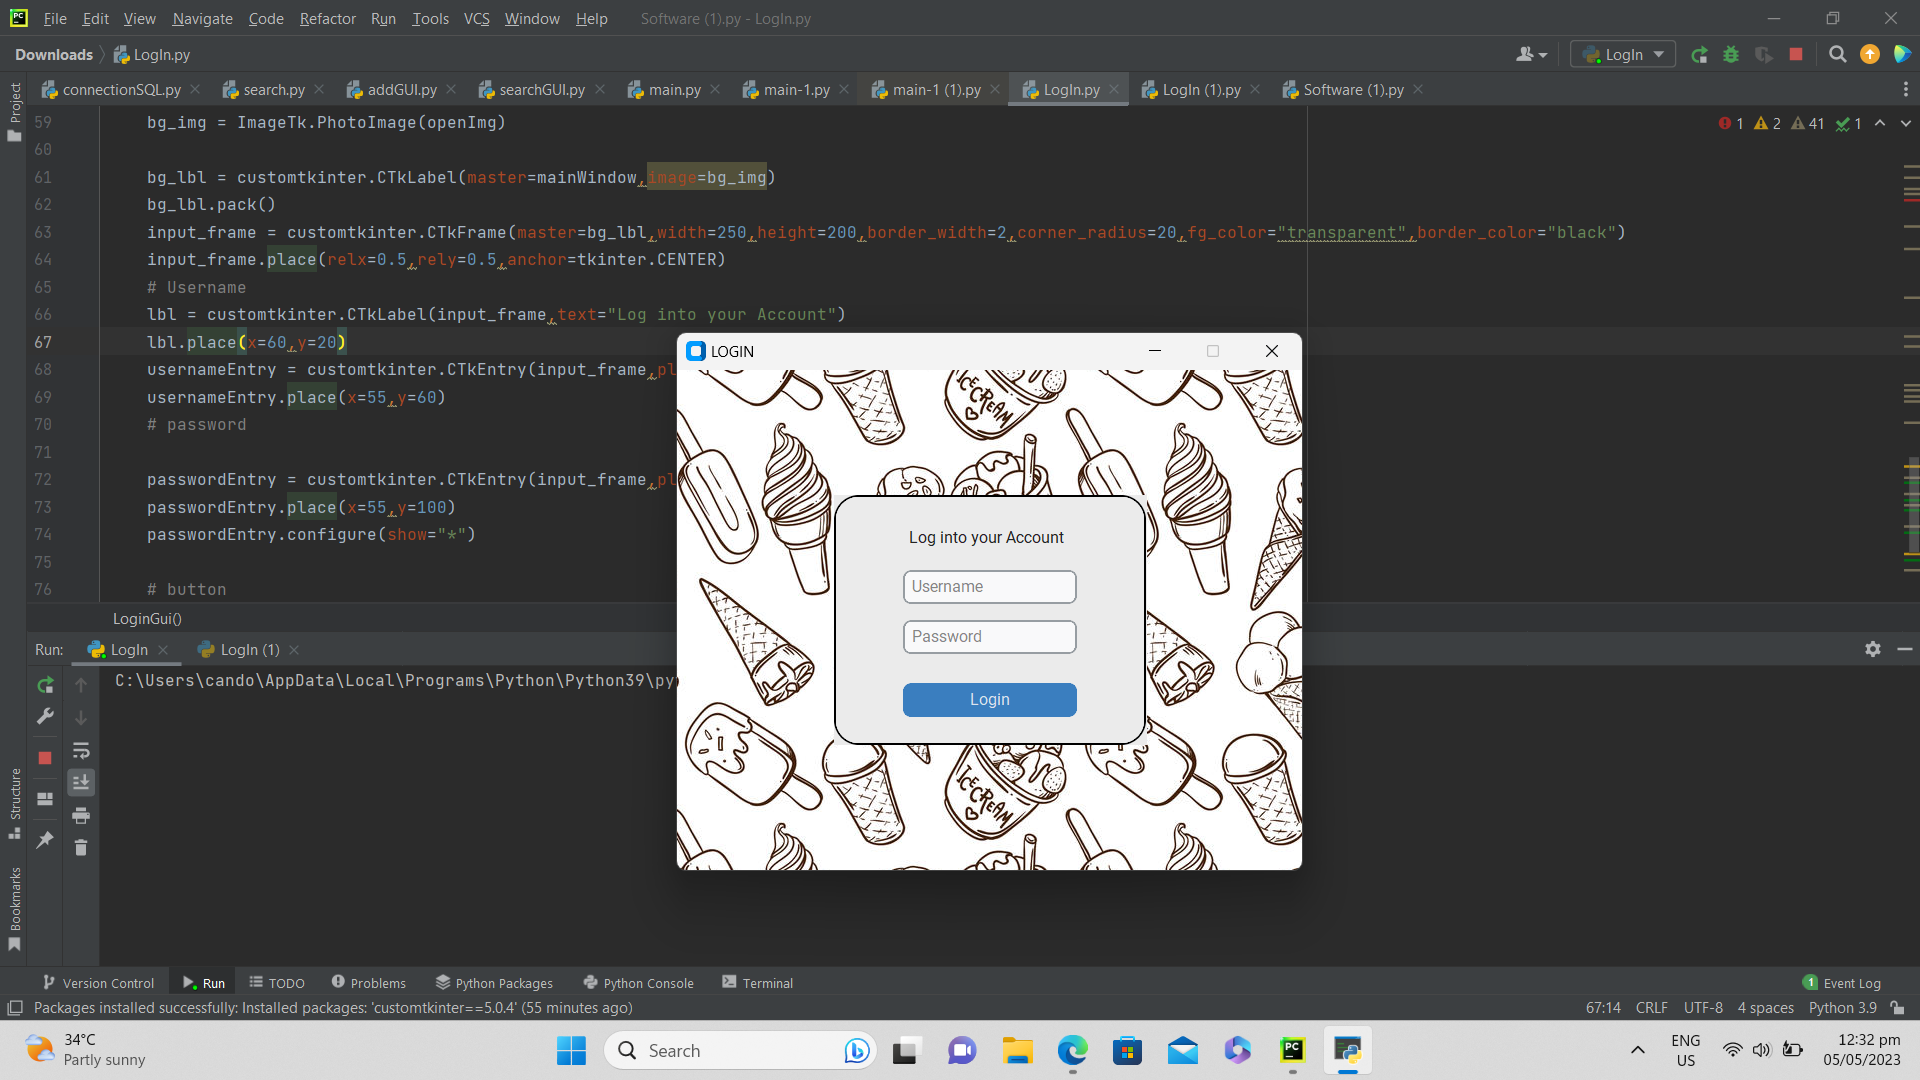 File Edit View Navigate Code Refactor Run Tools VCS Window Help Software (1).py - LogIn.py
Downloads LogIn.py LogIn
connectionSQL.py search.py addGUI.py searchGUI.py main.py main-1.py main-1 (1).py LogIn.py LogIn (1).py Software (1).py
Project
59 bg_img = ImageTk.PhotoImage(openImg)
1 2 41 1
60
61 bg_lbl = customtkinter.CTkLabel(master=mainWindow,image=bg_img)
62 bg_lbl.pack()
63 input_frame = customtkinter.CTkFrame(master=bg_lbl,width=250,height=200,border_width=2,corner_radius=20,fg_color="transparent",border_color="black")
64 input_frame.place(relx=0.5,rely=0.5,anchor=tkinter.CENTER)
65 # Username
66 lbl = customtkinter.CTkLabel(input_frame,text="Log into your Account")
67 lbl.place(x=60,y=20)
68 usernameEntry = customtkinter.CTkEntry(input_frame,pl
69 usernameEntry.place(x=55,y=60)
70 # password
71
72 passwordEntry = customtkinter.CTkEntry(input_frame,pl
73 passwordEntry.place(x=55,y=100)
74 passwordEntry.configure(show="*")
75
76 # button
LoginGui()
LOGIN
ICE CREAM
Log into your Account
Username
Password
Login
ICE CREAM
Run: LogIn LogIn (1)
C:\Users\cando\AppData\Local\Programs\Python\Python39\py
Structure
Bookmarks
Version Control Run TODO Problems Python Packages Python Console Terminal 1 Event Log
Packages installed successfully: Installed packages: 'customtkinter==5.0.4' (55 minutes ago) 67:14 CRLF UTF-8 4 spaces Python 3.9
34°C
Partly sunny
Search
PC
ENG
US
12:32 pm
05/05/2023